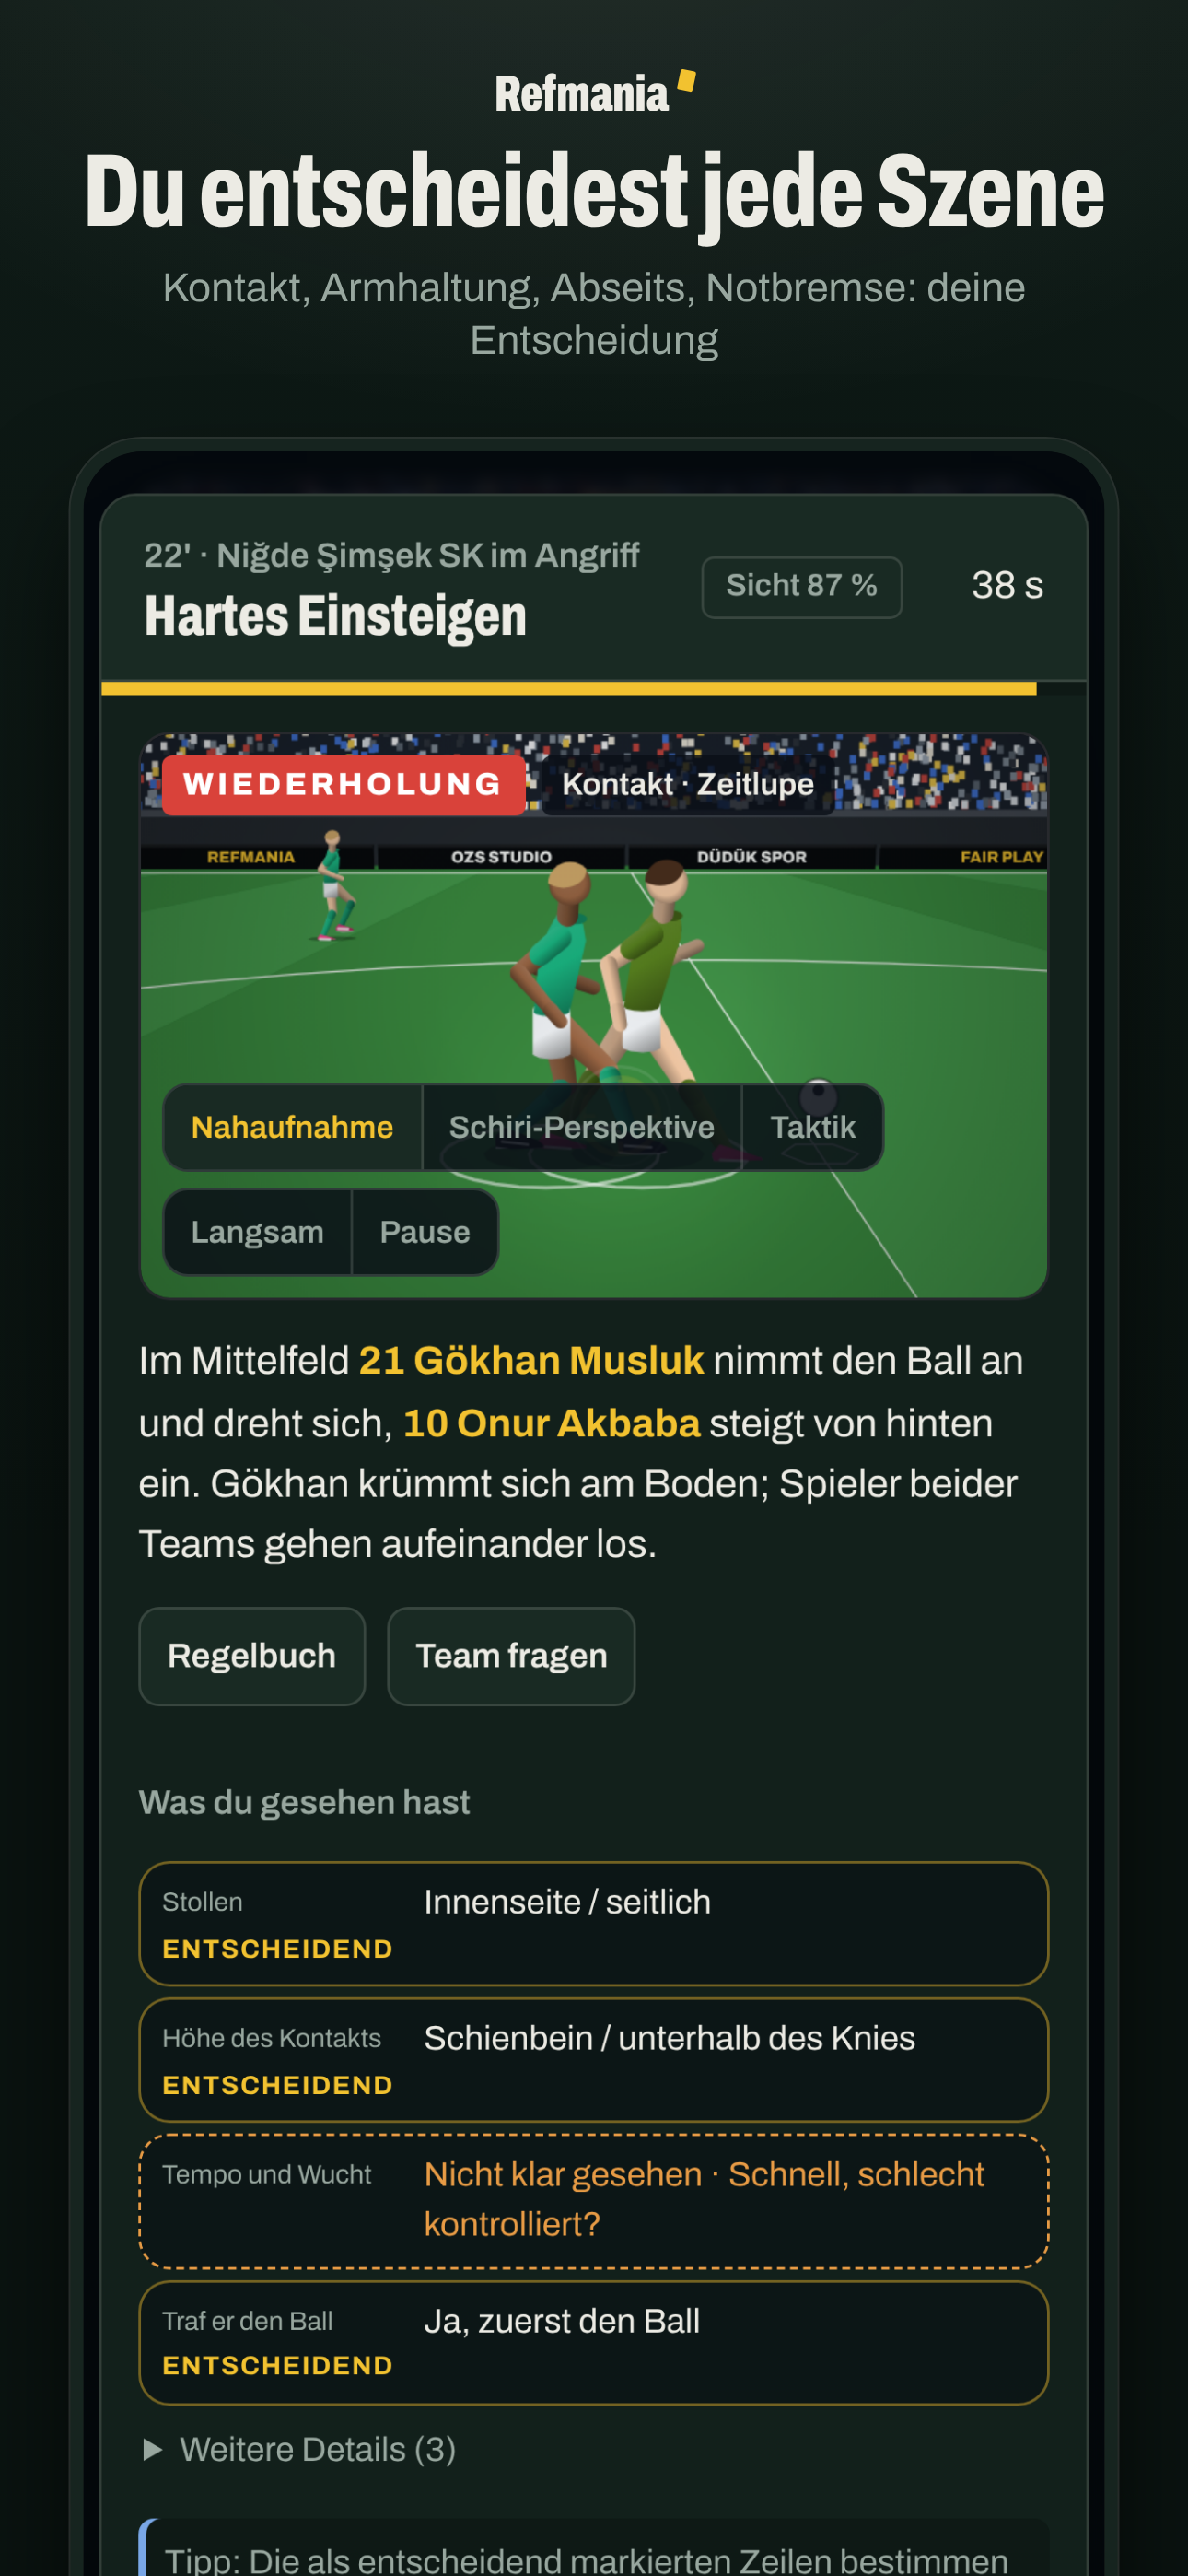 Refmania
Du entscheidest jede Szene
Kontakt, Armhaltung, Abseits, Notbremse: deine
Entscheidung
22' · Niğde Şimşek SK im Angriff
Hartes Einsteigen
Sicht 87 %
38 s
WIEDERHOLUNG
Kontakt · Zeitlupe
REFMANIA
OZS STUDIO
DÜDÜK SPOR
FAIR PLAY
Nahaufnahme
Schiri-Perspektive
Taktik
Langsam
Pause
Im Mittelfeld 21 Gökhan Musluk nimmt den Ball an
und dreht sich, 10 Onur Akbaba steigt von hinten
ein. Gökhan krümmt sich am Boden; Spieler beider
Teams gehen aufeinander los.
Regelbuch
Team fragen
Was du gesehen hast
Stollen
Innenseite / seitlich
ENTSCHEIDEND
Höhe des Kontakts
Schienbein / unterhalb des Knies
ENTSCHEIDEND
Tempo und Wucht
Nicht klar gesehen · Schnell, schlecht
kontrolliert?
Traf er den Ball
Ja, zuerst den Ball
ENTSCHEIDEND
Weitere Details (3)
Tipp: Die als entscheidend markierten Zeilen bestimmen